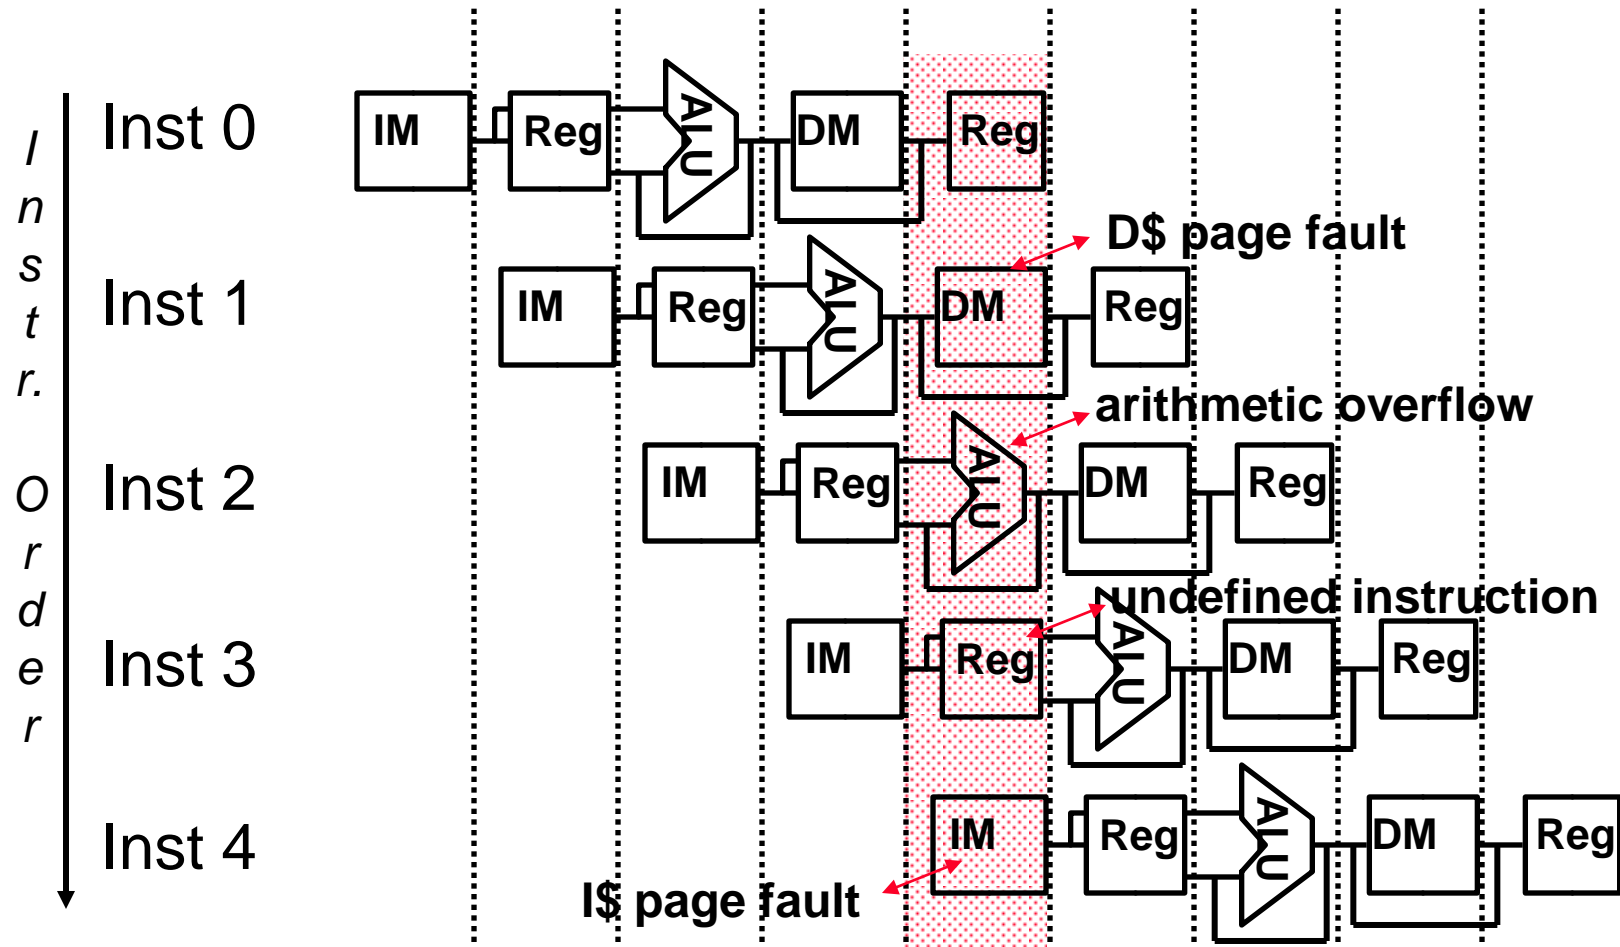 Instr. Order
Inst 0
IM
Reg
ALU
DM
Reg
D$ page fault
Inst 1
IM
Reg
ALU
DM
Reg
arithmetic overflow
Inst 2
IM
Reg
ALU
DM
Reg
undefined instruction
Inst 3
IM
Reg
ALU
DM
Reg
Inst 4
IM
Reg
ALU
DM
Reg
I$ page fault